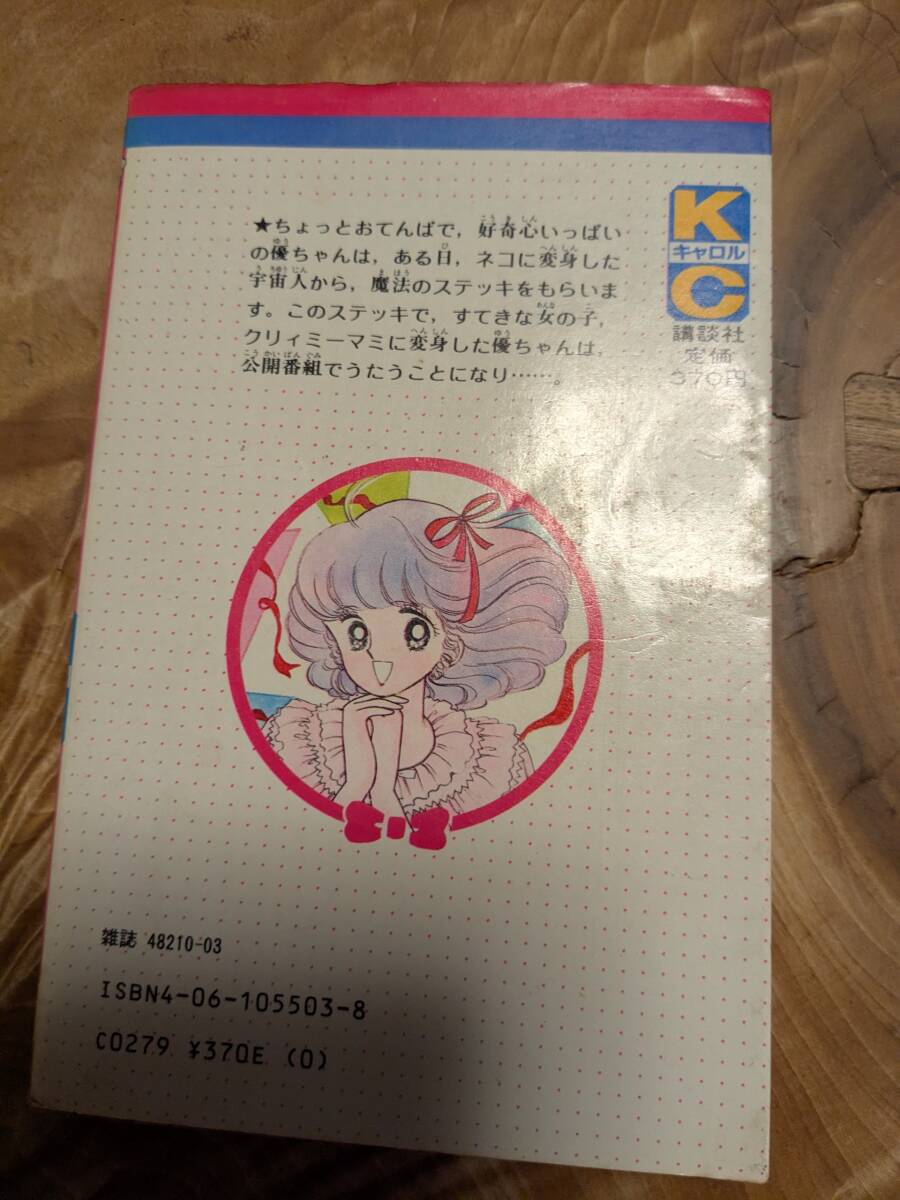 ★ちょっとおてんばで，好奇心いっぱい
の優ちゃんは，ある日，ネコに変身した
宇宙人から，魔法のステッキをもらいま
す。このステッキで，すてきな女の子，
クリィミーマミに変身した優ちゃんは，
公開番組でうたうことになり……。
K
キャロル
C
講談社
定価
370円
雑誌 48210-03
ISBN4-06-105503-8
C0279 ¥370E (0)